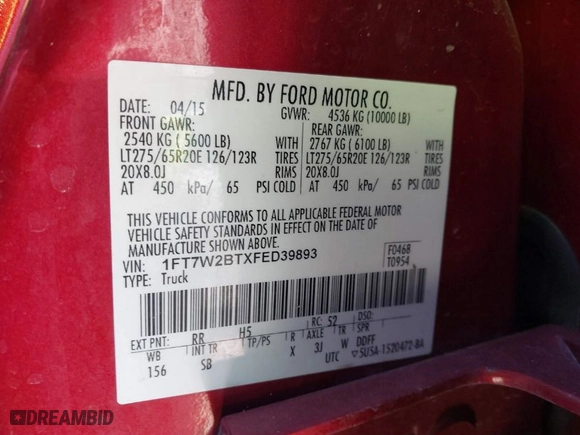 MFD. BY FORD MOTOR CO.
DATE: 04/15 GVWR: 4536 KG (10000 LB)
FRONT GAWR: REAR GAWR:
2540 KG ( 5600 LB) WITH 2767 KG ( 6100 LB) WITH
LT275/65R20E 126/123R TIRES LT275/65R20E 126/123R TIRES
20X8.0J RIMS 20X8.0J RIMS
AT 450 kPa/ 65 PSI COLD AT 450 kPa/ 65 PSI COLD
THIS VEHICLE CONFORMS TO ALL APPLICABLE FEDERAL MOTOR
VEHICLE SAFETY STANDARDS IN EFFECT ON THE DATE OF
MANUFACTURE SHOWN ABOVE.
VIN: 1FT7W2BTXFED39893 F0468
TYPE: Truck T0954
EXT PNT: RR H5 RC: 52 DSO:
WB INT TR TP/PS R AXLE TR SPR
156 SB X 3J W DDFF
UTC ▽5U5A-1520472-BA
DREAMBID